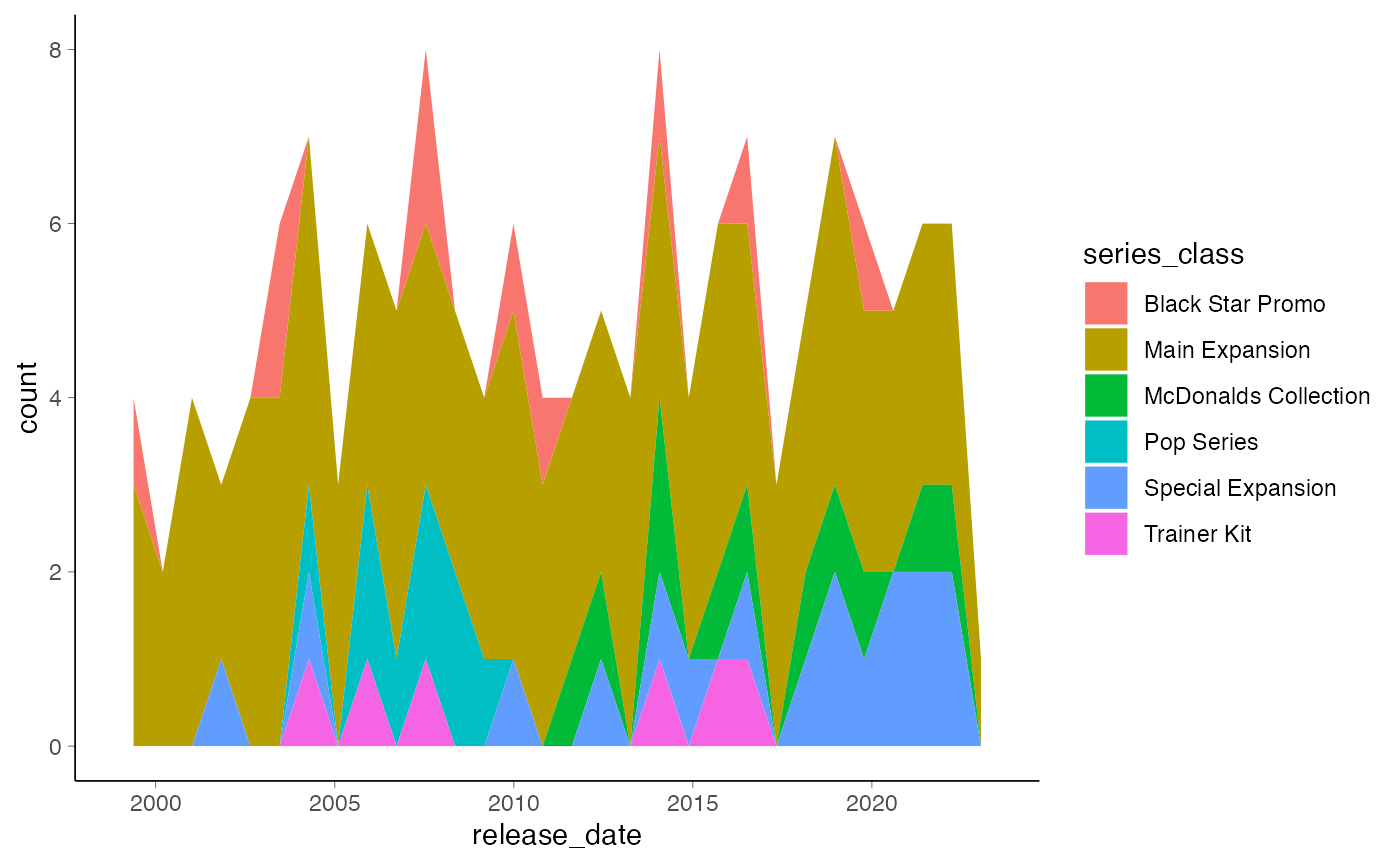 8
6
4
2
0
count
2000 2005 2010 2015 2020
release_date
series_class
Black Star Promo
Main Expansion
McDonalds Collection
Pop Series
Special Expansion
Trainer Kit